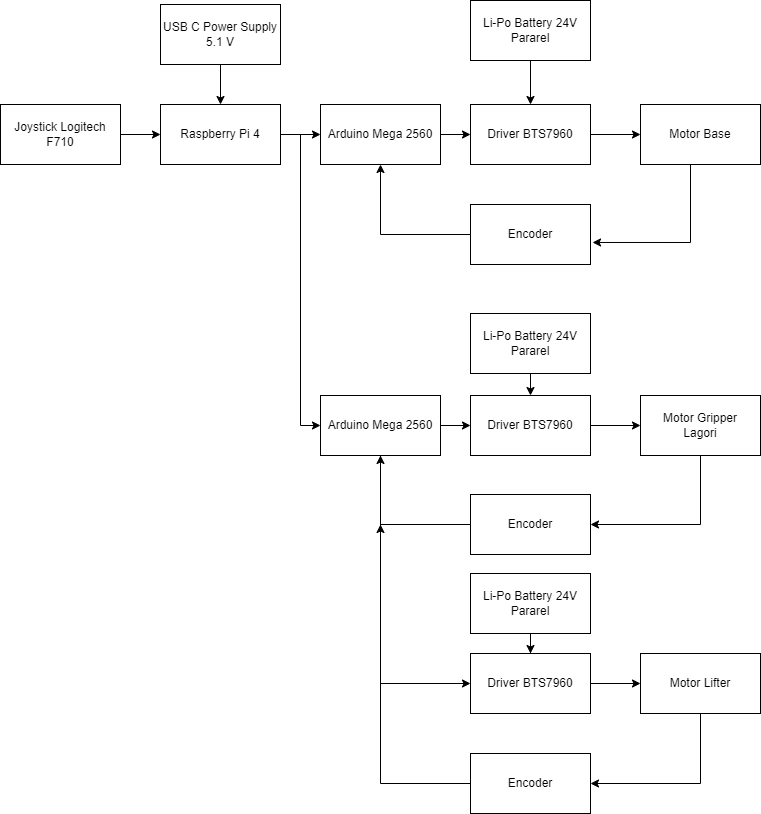 USB C Power Supply
5.1 V
Li-Po Battery 24V
Pararel
Joystick Logitech
F710
Raspberry Pi 4
Arduino Mega 2560
Driver BTS7960
Motor Base
Encoder
Li-Po Battery 24V
Pararel
Arduino Mega 2560
Driver BTS7960
Motor Gripper
Lagori
Encoder
Li-Po Battery 24V
Pararel
Driver BTS7960
Motor Lifter
Encoder